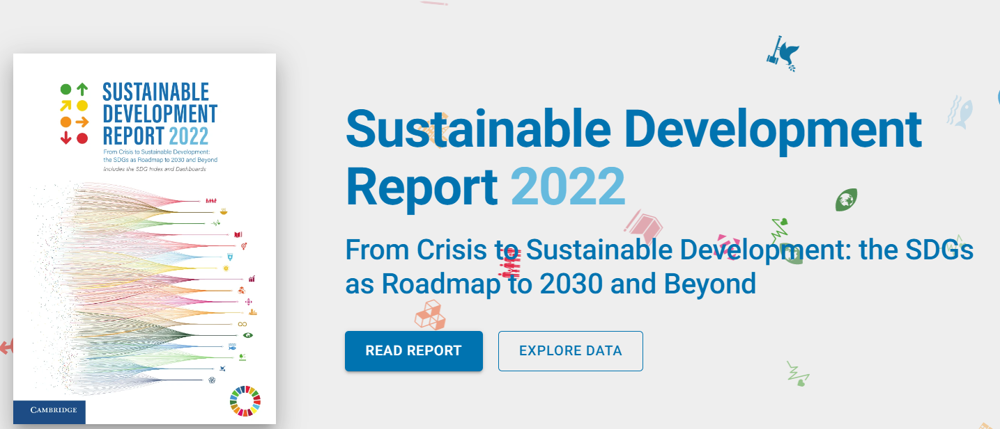 SUSTAINABLE
DEVELOPMENT
REPORT 2022
From Crisis to Sustainable Development:
the SDGs as Roadmap to 2030 and Beyond
Includes the SDG Index and Dashboards
CAMBRIDGE
Sustainable Development
Report 2022
From Crisis to Sustainable Development: the SDGs
as Roadmap to 2030 and Beyond
READ REPORT
EXPLORE DATA